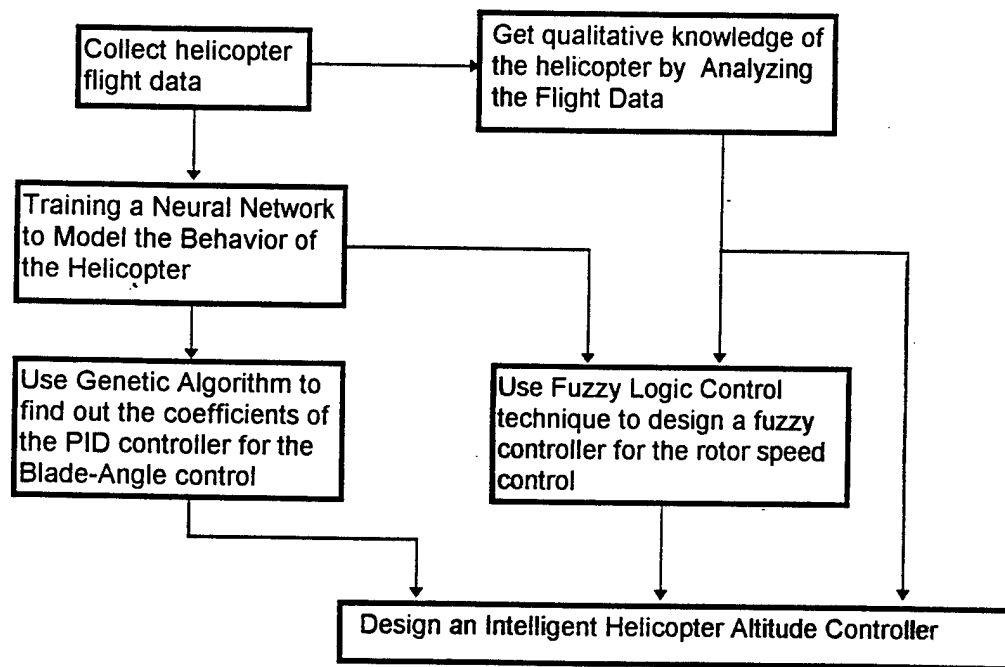 Collect helicopter
flight data
Get qualitative knowledge of
the helicopter by Analyzing
the Flight Data
Training a Neural Network
to Model the Behavior of
the Helicopter
Use Genetic Algorithm to
find out the coefficients of
the PID controller for the
Blade-Angle control
Use Fuzzy Logic Control
technique to design a fuzzy
controller for the rotor speed
control
Design an Intelligent Helicopter Altitude Controller